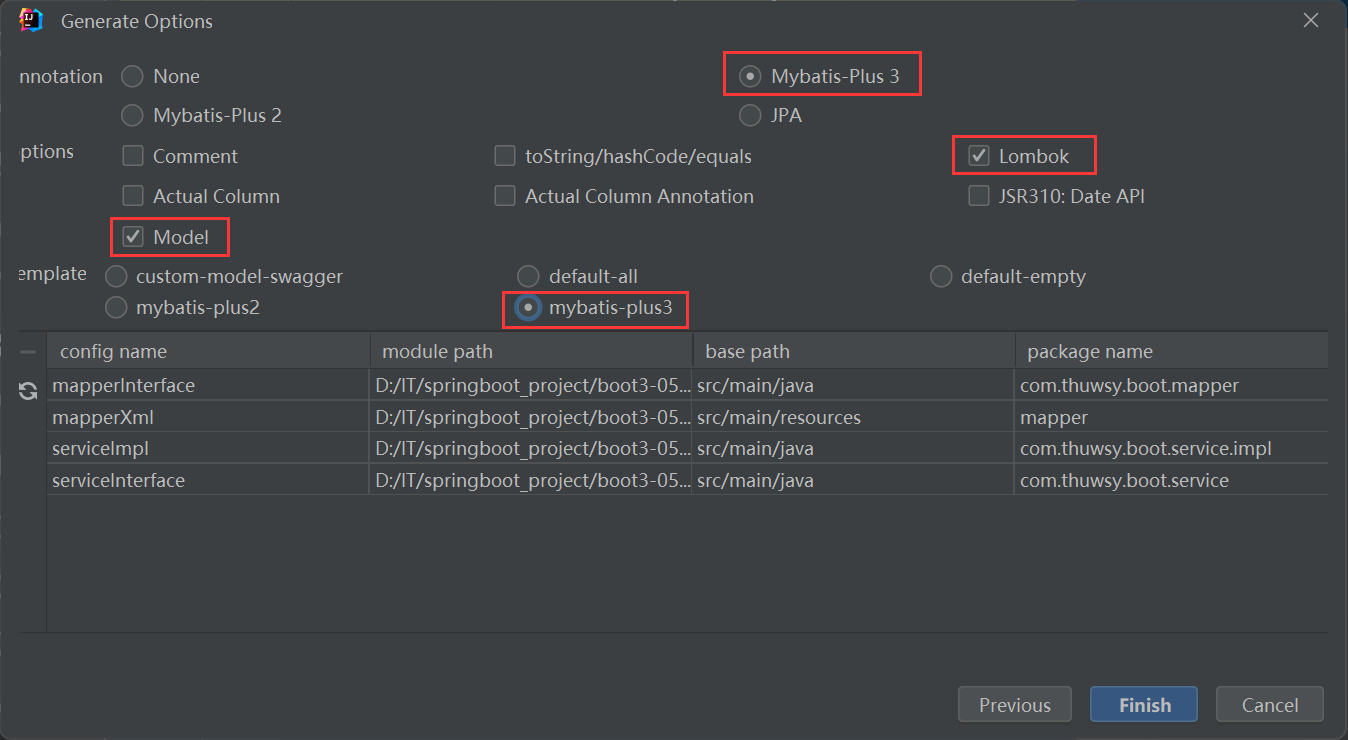 Generate Options
nnotation None Mybatis-Plus 3
Mybatis-Plus 2 JPA
ptions Comment toString/hashCode/equals Lombok
Actual Column Actual Column Annotation JSR310: Date API
Model
emplate custom-model-swagger default-all default-empty
mybatis-plus2 mybatis-plus3
config name module path base path package name
mapperInterface D:/IT/springboot_project/boot3-05... src/main/java com.thuwsy.boot.mapper
mapperXml D:/IT/springboot_project/boot3-05... src/main/resources mapper
serviceImpl D:/IT/springboot_project/boot3-05... src/main/java com.thuwsy.boot.service.impl
serviceInterface D:/IT/springboot_project/boot3-05... src/main/java com.thuwsy.boot.service
Previous Finish Cancel